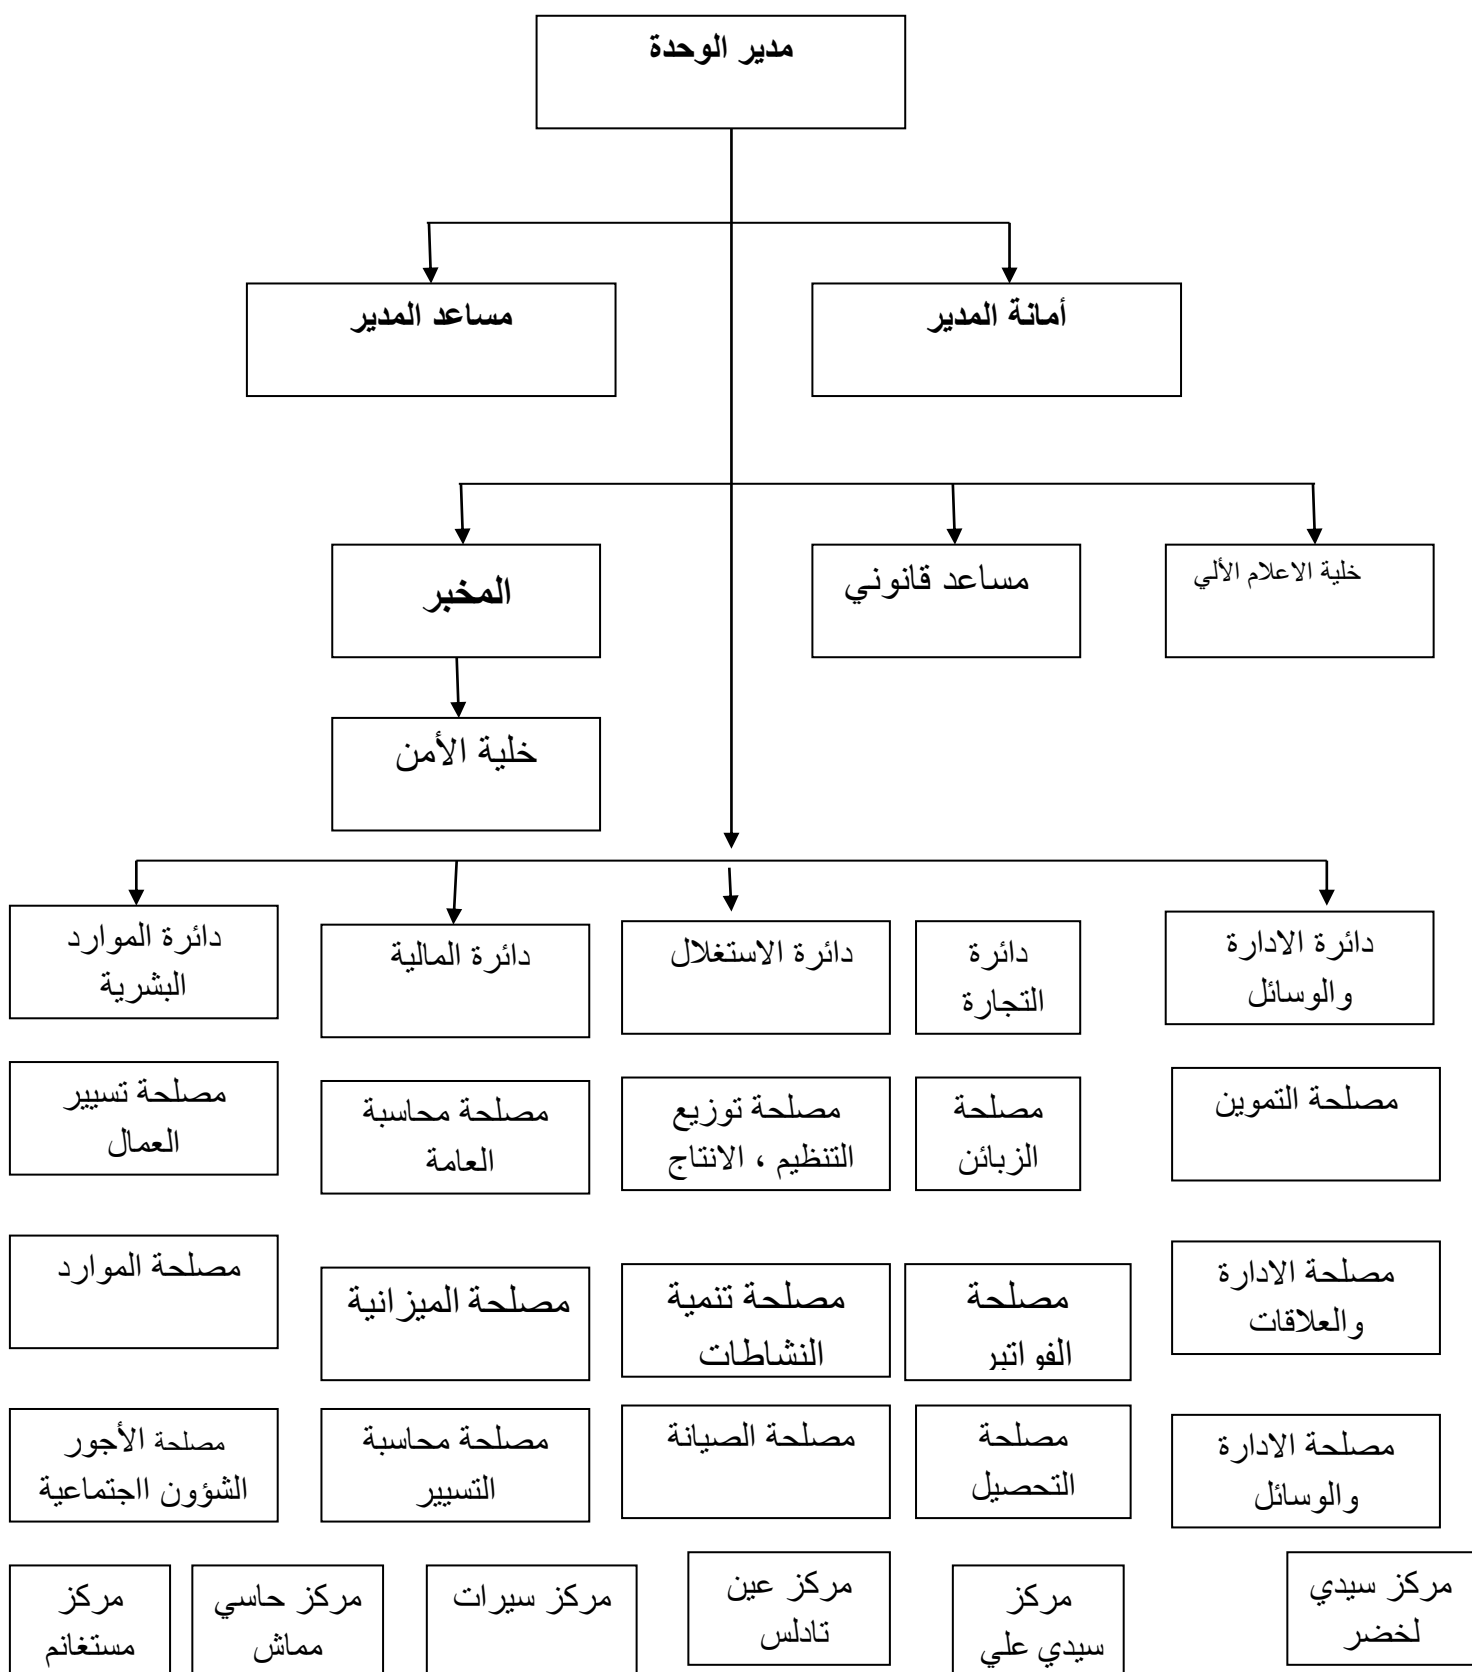 مدير الوحدة
أمانة المدير
مساعد المدير
خلية الاعلام الألي
مساعد قانوني
المخبر
خلية الأمن
دائرة الادارة
والوسائل
دائرة
التجارة
دائرة الاستغلال
دائرة المالية
دائرة الموارد
البشرية
مصلحة التموين
مصلحة
الزبائن
مصلحة توزيع
التنظيم ، الانتاج
مصلحة محاسبة
العامة
مصلحة تسيير
العمال
مصلحة الادارة
والعلاقات
مصلحة
الفواتير
مصلحة تنمية
النشاطات
مصلحة الميزانية
مصلحة الموارد
مصلحة الادارة
والوسائل
مصلحة
التحصيل
مصلحة الصيانة
مصلحة محاسبة
التسيير
مصلحة الأجور
الشؤون ااجتماعية
مركز سيدي
لخضر
مركز
سيدي علي
مركز عين
تادلس
مركز سيرات
مركز حاسي
مماش
مركز
مستغانم